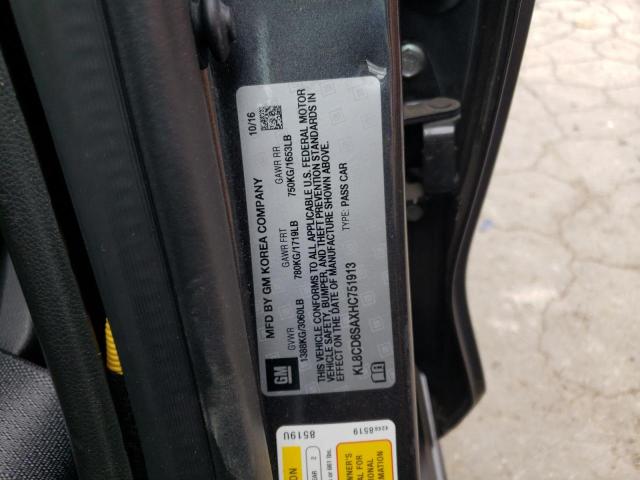 MFD BY GM KOREA COMPANY
10/16
GVWR
GAWR FRT
GAWR RR
1388KG/3060LB
780KG/1719LB
750KG/1653LB
THIS VEHICLE CONFORMS TO ALL APPLICABLE U.S. FEDERAL MOTOR
VEHICLE SAFETY, BUMPER, AND THEFT PREVENTION STANDARDS IN
EFFECT ON THE DATE OF MANUFACTURE SHOWN ABOVE.
TYPE: PASS CAR
KL8CD6SAXHC751913
GM
8519U
42668519